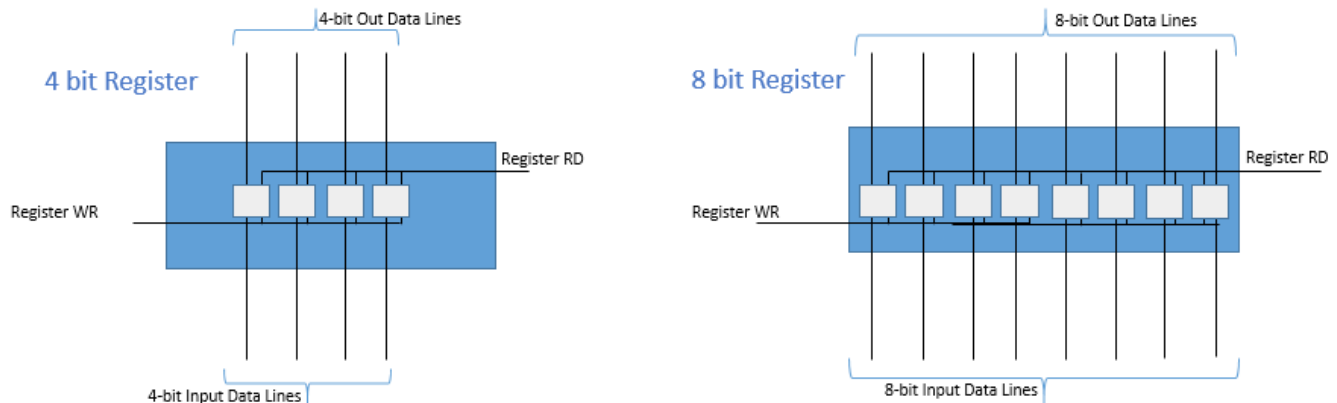 4-bit Out Data Lines
4 bit Register
Register RD
Register WR
4-bit Input Data Lines
8-bit Out Data Lines
8 bit Register
Register RD
Register WR
8-bit Input Data Lines